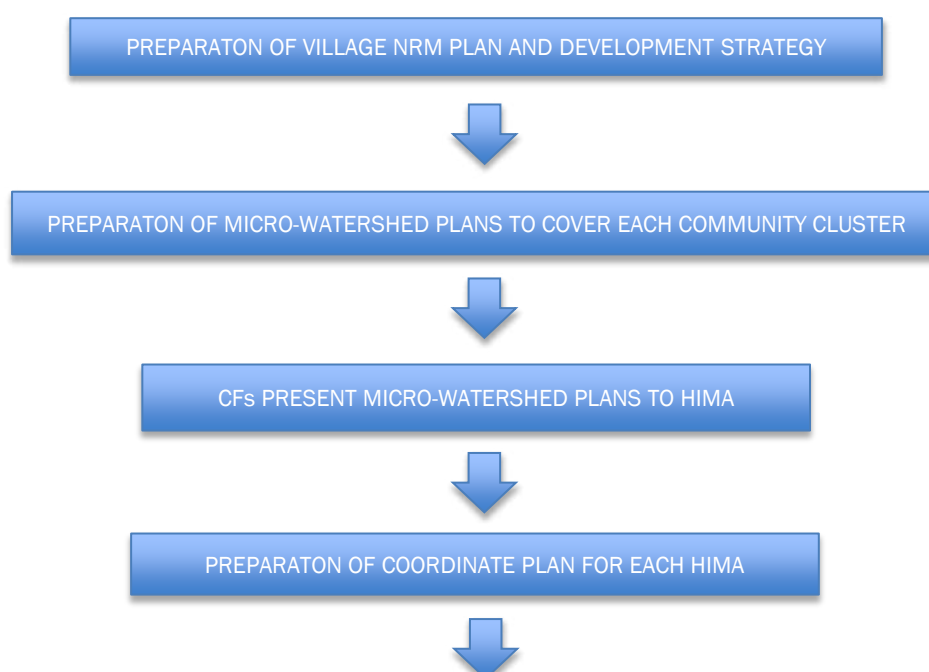 PREPARATON OF VILLAGE NRM PLAN AND DEVELOPMENT STRATEGY
PREPARATON OF MICRO-WATERSHED PLANS TO COVER EACH COMMUNITY CLUSTER
CFs PRESENT MICRO-WATERSHED PLANS TO HIMA
PREPARATON OF COORDINATE PLAN FOR EACH HIMA